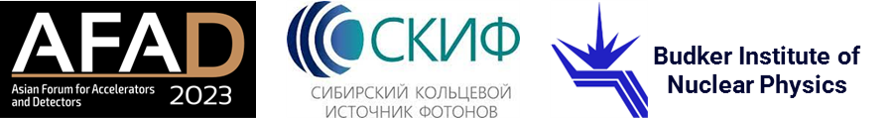 AFAD
Asian Forum for Accelerators
and Detectors
2023
СКИФ
СИБИРСКИЙ КОЛЬЦЕВОЙ
ИСТОЧНИК ФОТОНОВ
Budker Institute of
Nuclear Physics